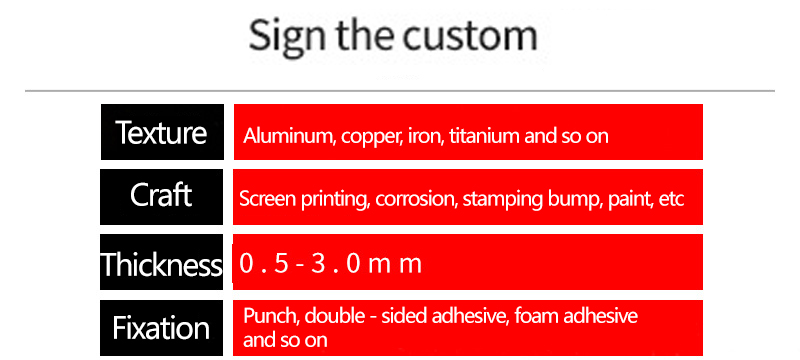 Sign the custom
Texture
Aluminum, copper, iron, titanium and so on
Craft
Screen printing, corrosion, stamping bump, paint, etc
Thickness
0.5-3.0mm
Fixation
Punch, double - sided adhesive, foam adhesive
and so on